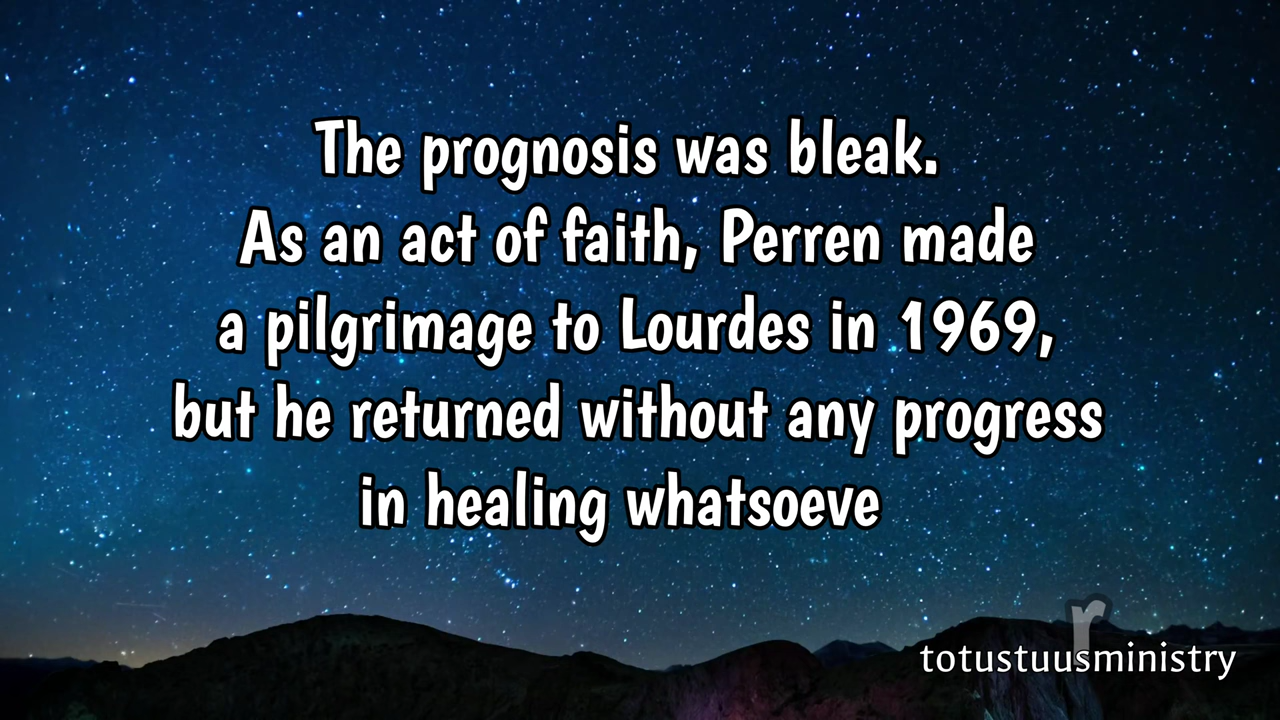 The prognosis was bleak.
As an act of faith, Perren made
a pilgrimage to Lourdes in 1969,
but he returned without any progress
in healing whatsoeve
r
totustuusministry